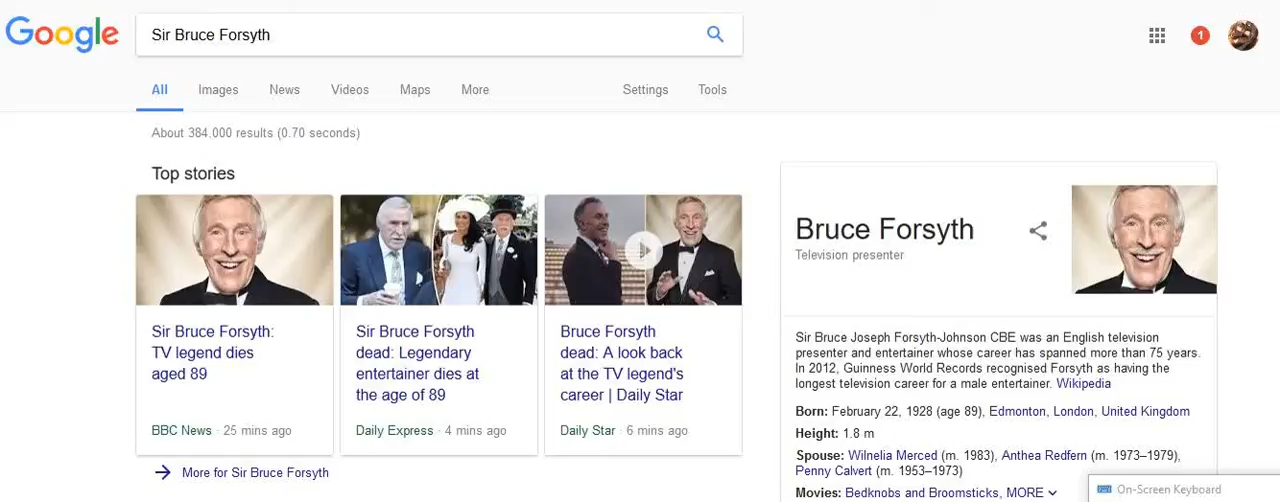 Google
Sir Bruce Forsyth
1
All Images News Videos Maps More Settings Tools
About 384,000 results (0.70 seconds)
Top stories
Sir Bruce Forsyth:
TV legend dies
aged 89
BBC News · 25 mins ago
Sir Bruce Forsyth
dead: Legendary
entertainer dies at
the age of 89
Daily Express · 4 mins ago
Bruce Forsyth
dead: A look back
at the TV legend's
career | Daily Star
Daily Star · 6 mins ago
More for Sir Bruce Forsyth
Bruce Forsyth
Television presenter
Sir Bruce Joseph Forsyth-Johnson CBE was an English television
presenter and entertainer whose career has spanned more than 75 years.
In 2012, Guinness World Records recognised Forsyth as having the
longest television career for a male entertainer. Wikipedia
Born: February 22, 1928 (age 89), Edmonton, London, United Kingdom
Height: 1.8 m
Spouse: Wilnelia Merced (m. 1983), Anthea Redfern (m. 1973–1979),
Penny Calvert (m. 1953–1973)
Movies: Bedknobs and Broomsticks, MORE
On-Screen Keyboard